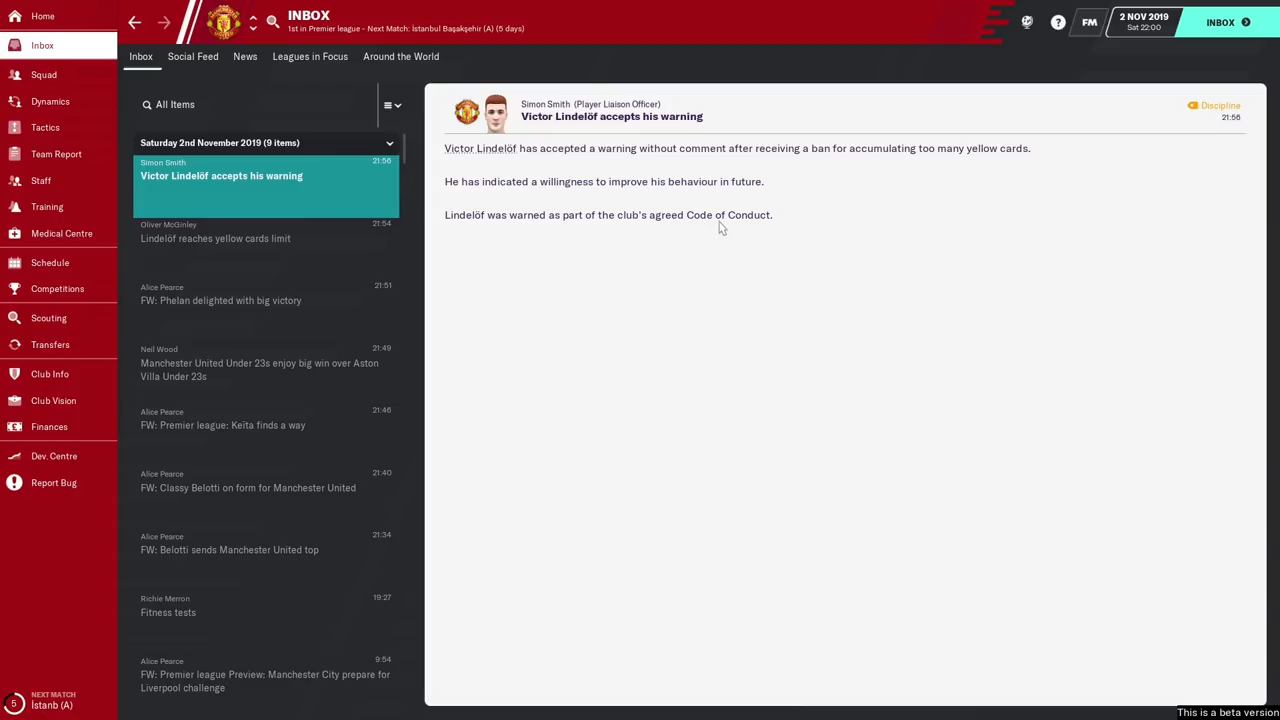 Home
Inbox
Squad
Dynamics
Tactics
Team Report
Staff
Training
Medical Centre
Schedule
Competitions
Scouting
Transfers
Club Info
Club Vision
Finances
Dev. Centre
Report Bug
5
NEXT MATCH
İstanb (A)
INBOX
1st in Premier league - Next Match: İstanbul Başakşehir (A) (5 days)
?
FM
2 NOV 2019
Sat 22:00
INBOX
Inbox
Social Feed
News
Leagues in Focus
Around the World
All Items
Saturday 2nd November 2019 (9 items)
Simon Smith 21:56
Victor Lindelöf accepts his warning
Oliver McGinley 21:54
Lindelöf reaches yellow cards limit
Alice Pearce 21:51
FW: Phelan delighted with big victory
Neil Wood 21:49
Manchester United Under 23s enjoy big win over Aston
Villa Under 23s
Alice Pearce 21:46
FW: Premier league: Keïta finds a way
Alice Pearce 21:40
FW: Classy Belotti on form for Manchester United
Alice Pearce 21:34
FW: Belotti sends Manchester United top
Richie Merron 19:27
Fitness tests
Alice Pearce 9:54
FW: Premier league Preview: Manchester City prepare for
Liverpool challenge
Simon Smith (Player Liaison Officer)
Victor Lindelöf accepts his warning
Discipline
21:56
Victor Lindelöf has accepted a warning without comment after receiving a ban for accumulating too many yellow cards.
He has indicated a willingness to improve his behaviour in future.
Lindelöf was warned as part of the club's agreed Code of Conduct.
This is a beta version